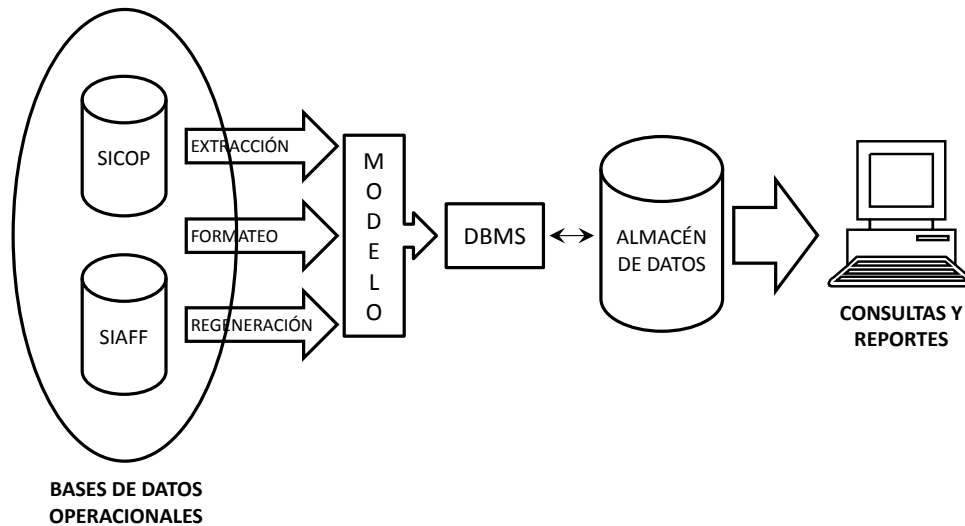 SICOP
SIAFF
EXTRACCIÓN
FORMATEO
REGENERACIÓN
M
O
D
E
L
O
DBMS
ALMACÉN
DE DATOS
CONSULTAS Y
REPORTES
BASES DE DATOS
OPERACIONALES